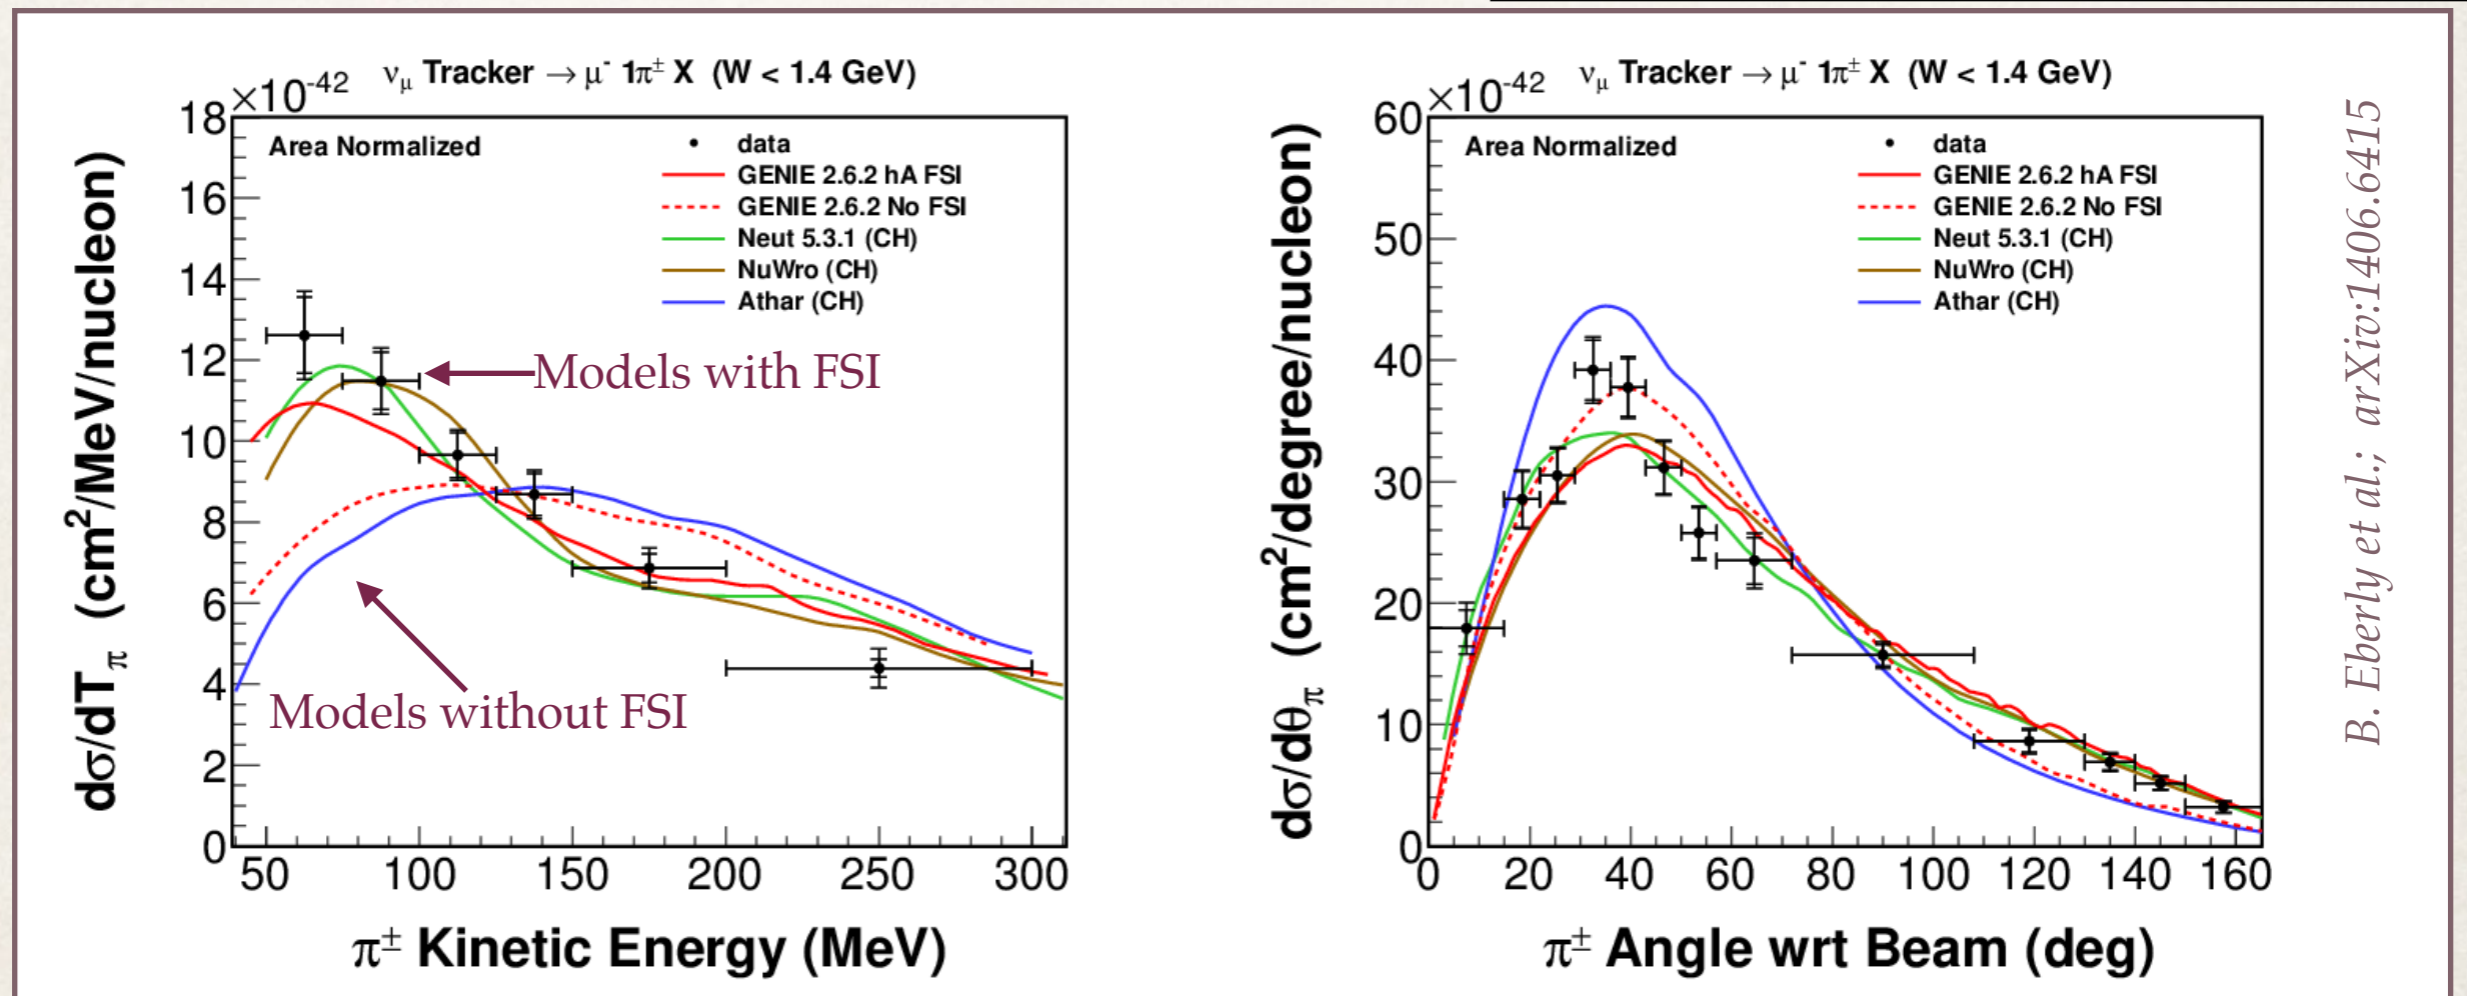 νμ Tracker → μ- 1π± X (W < 1.4 GeV)
×10-42
Area Normalized
data
GENIE 2.6.2 hA FSI
GENIE 2.6.2 No FSI
Neut 5.3.1 (CH)
NuWro (CH)
Athar (CH)
Models with FSI
Models without FSI
18
16
14
12
10
8
6
4
2
0
50 100 150 200 250 300
dσ/dTπ (cm2/MeV/nucleon)
π± Kinetic Energy (MeV)
νμ Tracker → μ- 1π± X (W < 1.4 GeV)
×10-42
Area Normalized
data
GENIE 2.6.2 hA FSI
GENIE 2.6.2 No FSI
Neut 5.3.1 (CH)
NuWro (CH)
Athar (CH)
60
50
40
30
20
10
0
0 20 40 60 80 100 120 140 160
dσ/dθπ (cm2/degree/nucleon)
π± Angle wrt Beam (deg)
B. Eberly et al.; arXiv:1406.6415